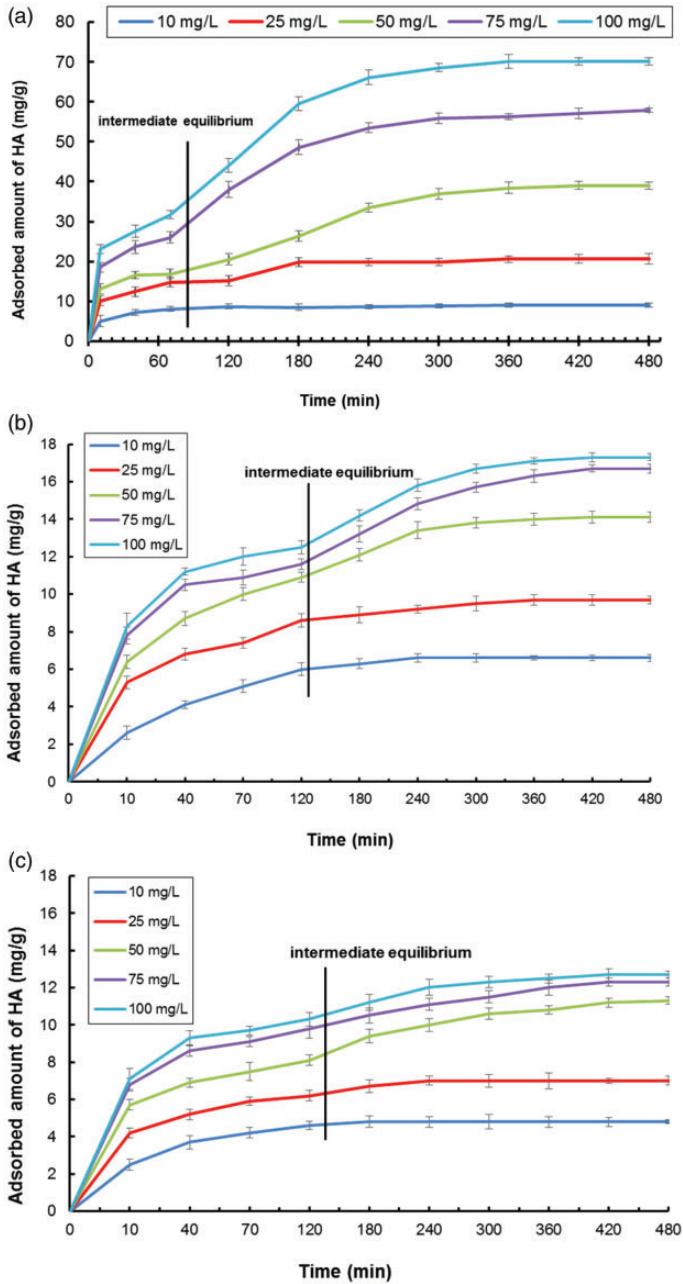 (a)
10 mg/L 25 mg/L 50 mg/L 75 mg/L 100 mg/L
Adsorbed amount of HA (mg/g)
70
60
50
40
30
20
10
0
intermediate equilibrium
0 60 120 180 240 300 360 420 480
Time (min)
(b)
10 mg/L
25 mg/L
50 mg/L
75 mg/L
100 mg/L
Adsorbed amount of HA (mg/g)
18
16
14
12
10
8
6
4
2
0
intermediate equilibrium
0 10 40 70 120 180 240 300 360 420 480
Time (min)
(c)
10 mg/L
25 mg/L
50 mg/L
75 mg/L
100 mg/L
Adsorbed amount of HA (mg/g)
18
16
14
12
10
8
6
4
2
0
intermediate equilibrium
0 10 40 70 120 180 240 300 360 420 480
Time (min)